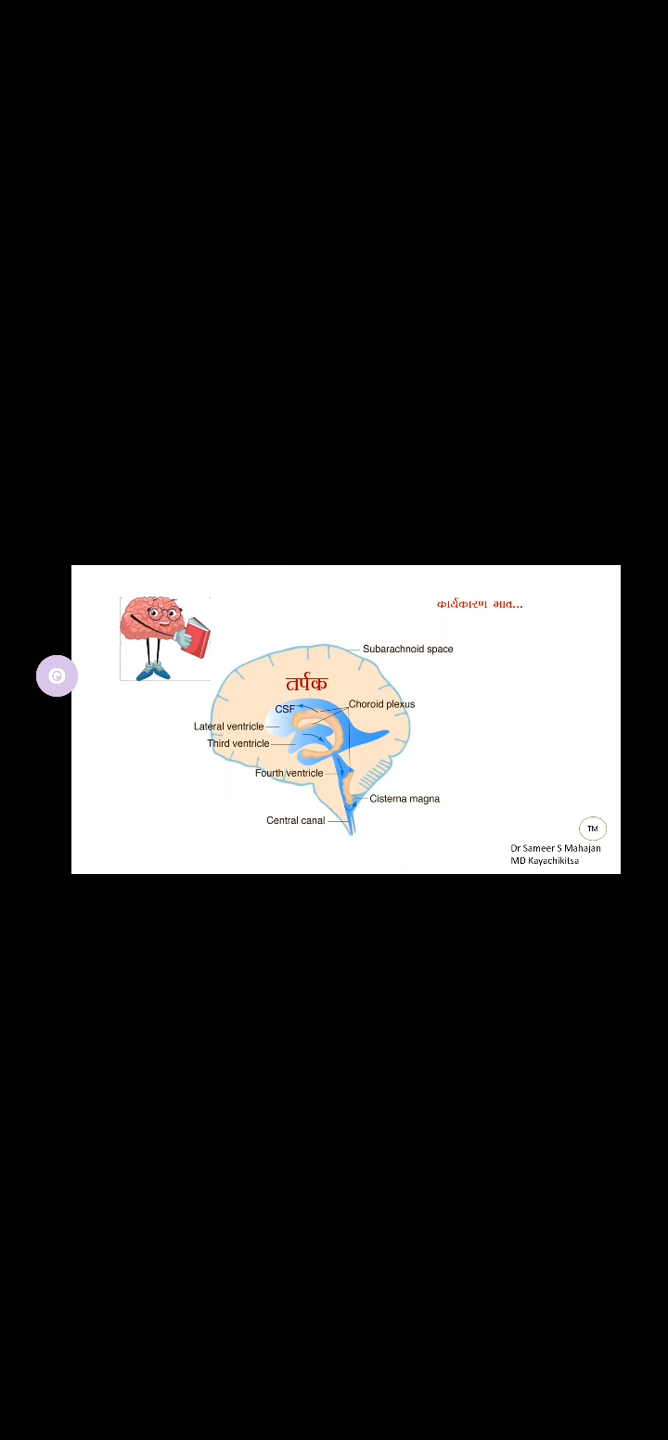 कार्यकारण भाव...
Subarachnoid space
तर्पक
CSF
Choroid plexus
Lateral ventricle
Third ventricle
Fourth ventricle
Cisterna magna
Central canal
TM
Dr Sameer S Mahajan
MD Kayachikitsa